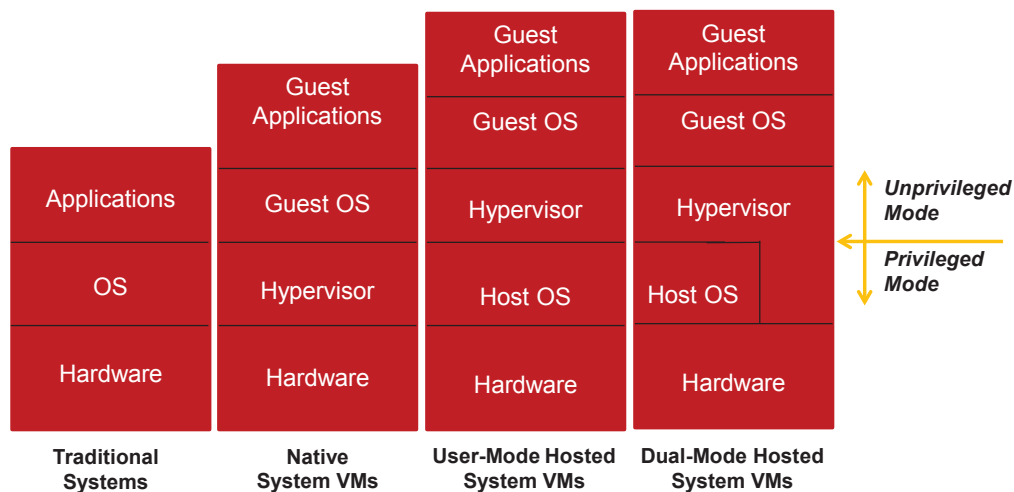 Applications
OS
Hardware
Traditional
Systems
Guest
Applications
Guest OS
Hypervisor
Hardware
Native
System VMs
Guest
Applications
Guest OS
Hypervisor
Host OS
Hardware
User-Mode Hosted
System VMs
Guest
Applications
Guest OS
Hypervisor
Host OS
Hardware
Dual-Mode Hosted
System VMs
Unprivileged
Mode
Privileged
Mode